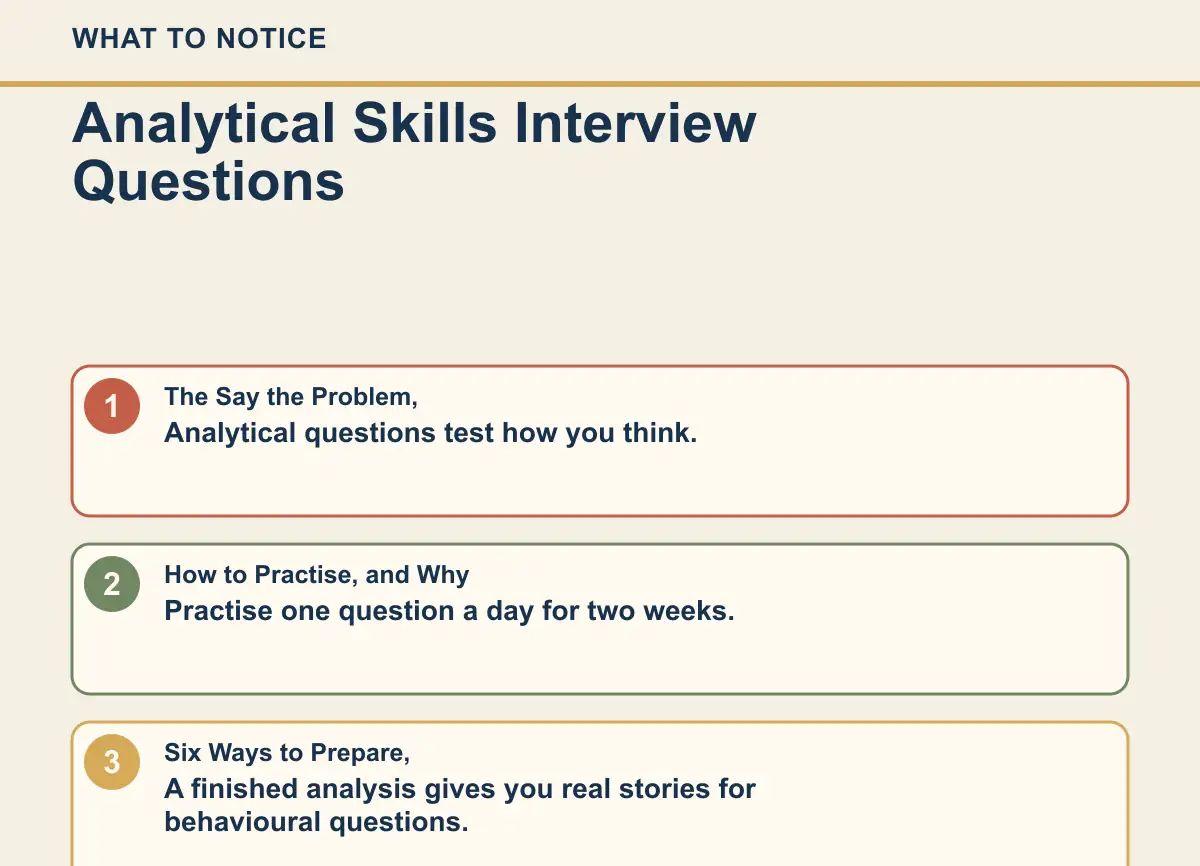 WHAT TO NOTICE
Analytical Skills Interview
Questions
1
The Say the Problem,
Analytical questions test how you think.
2
How to Practise, and Why
Practise one question a day for two weeks.
3
Six Ways to Prepare,
A finished analysis gives you real stories for
behavioural questions.